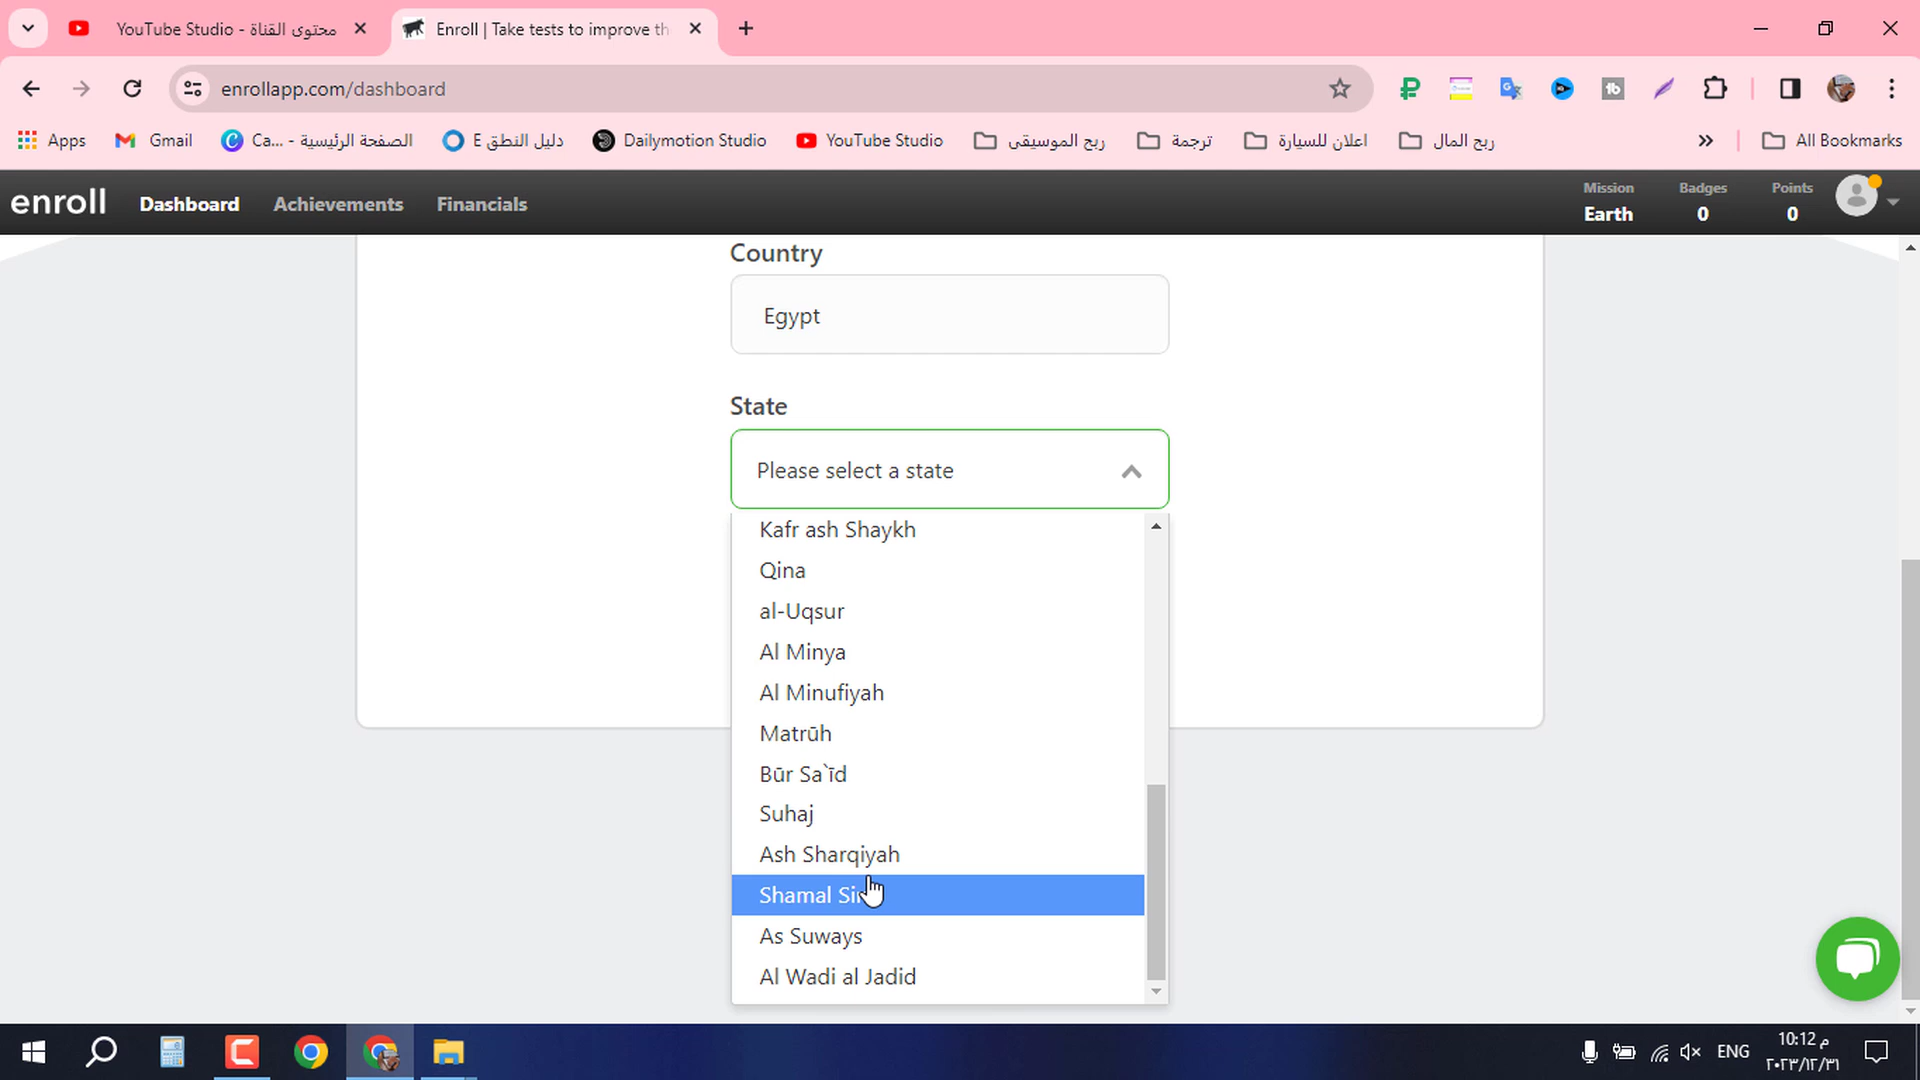 YouTube Studio - محتوى القناة
Enroll | Take tests to improve th
enrollapp.com/dashboard
Apps
Gmail
Ca... - الصفحة الرئيسية
دليل النطق E
Dailymotion Studio
YouTube Studio
ربح الموسيقى
ترجمة
اعلان للسيارة
ربح المال
»
All Bookmarks
enroll
Dashboard
Achievements
Financials
Mission
Earth
Badges
0
Points
0
Country
Egypt
State
Please select a state
Kafr ash Shaykh
Qina
al-Uqsur
Al Minya
Al Minufiyah
Matrūh
Būr Sa`īd
Suhaj
Ash Sharqiyah
Shamal
As Suways
Al Wadi al Jadid
ENG
10:12 م
٢٠٢٣/١٢/٣١